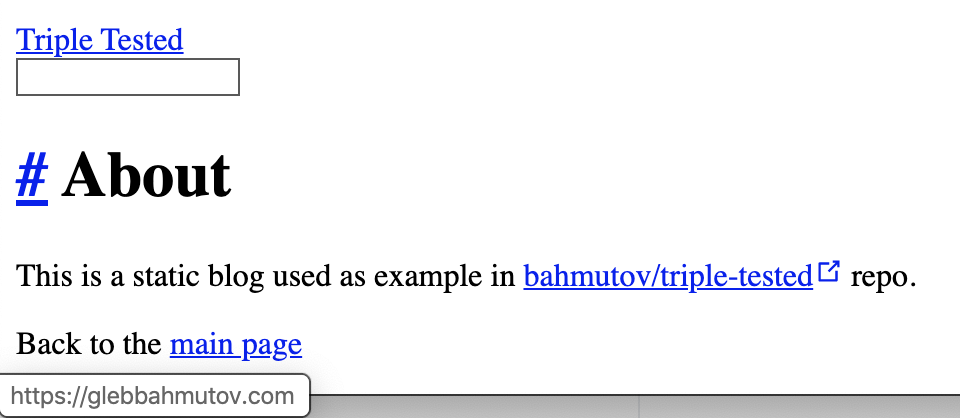 Triple Tested
# About
This is a static blog used as example in bahmutov/triple-tested repo.
Back to the main page
https://glebbahmutov.com